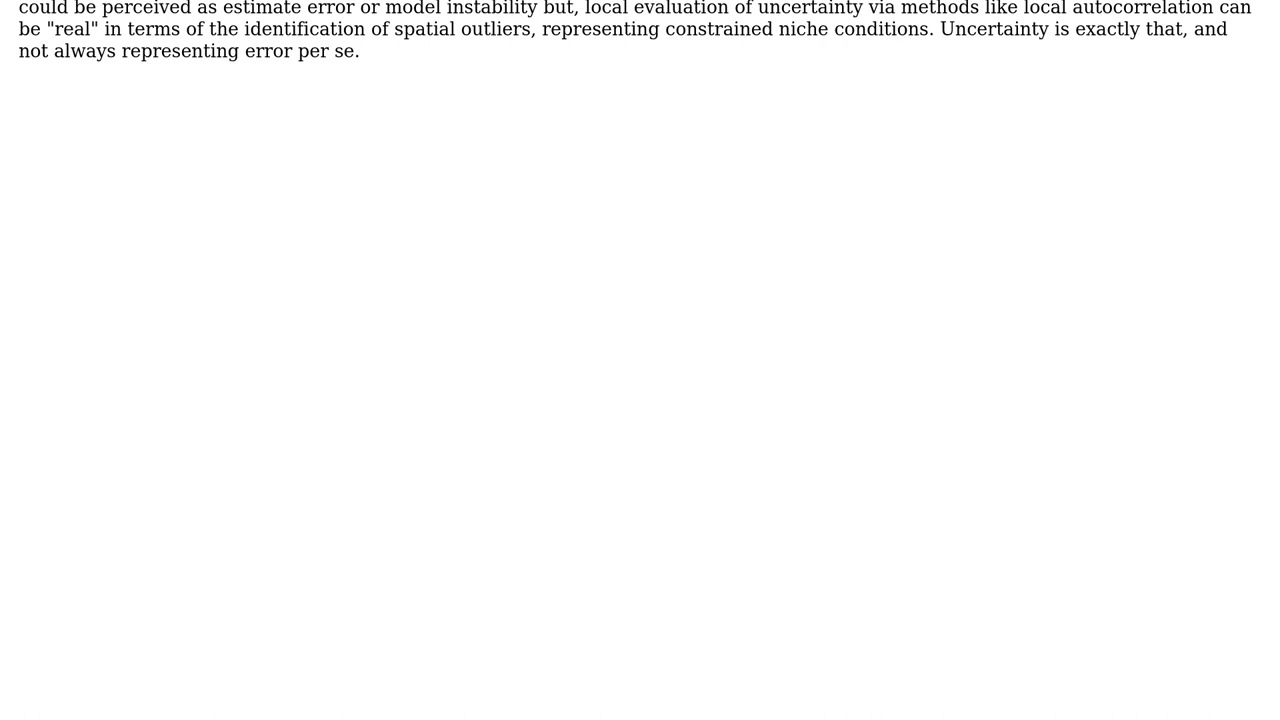 could be perceived as estimate error or model instability but, local evaluation of uncertainty via methods like local autocorrelation can
be "real" in terms of the identification of spatial outliers, representing constrained niche conditions. Uncertainty is exactly that, and
not always representing error per se.